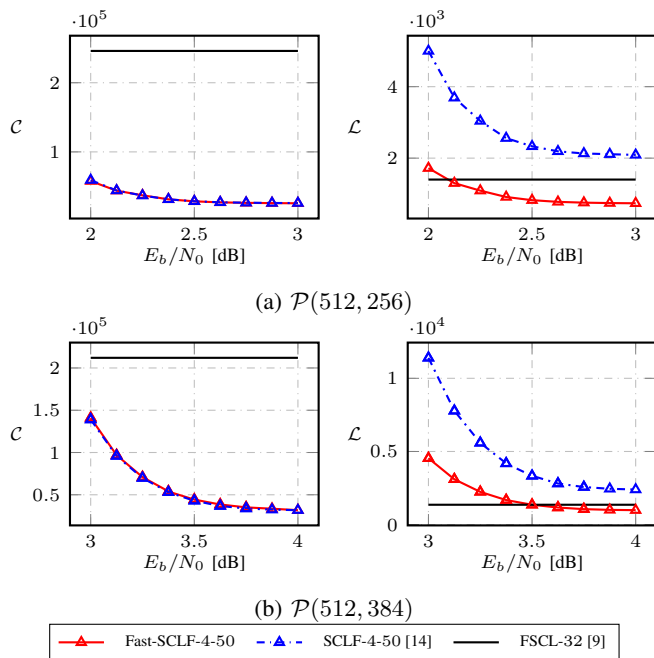 ·10^5
2
1
C
2
2.5
3
E_b/N_0 [dB]
·10^3
4
2
L
2
2.5
3
E_b/N_0 [dB]
(a) P(512, 256)
·10^5
2
1.5
1
0.5
C
3
3.5
4
E_b/N_0 [dB]
·10^4
1
0.5
0
L
3
3.5
4
E_b/N_0 [dB]
(b) P(512, 384)
Fast-SCLF-4-50 SCLF-4-50 [14] FSCL-32 [9]